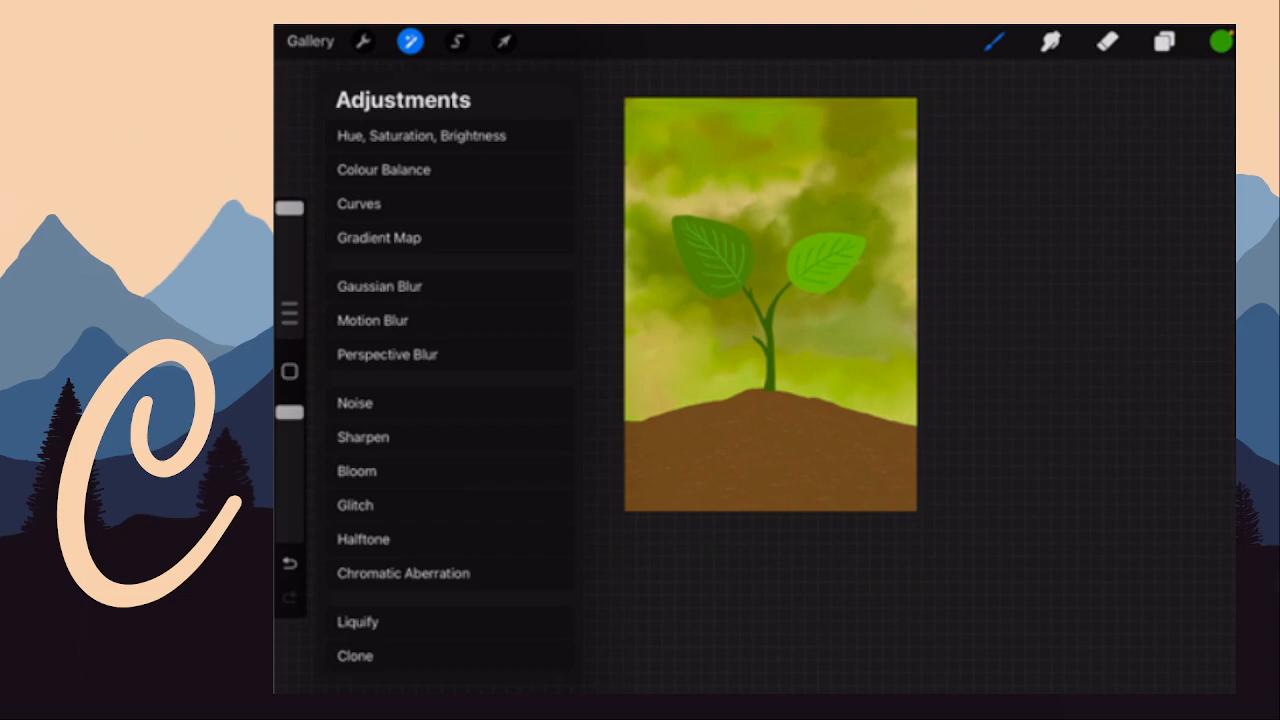 Gallery
Adjustments
Hue, Saturation, Brightness
Colour Balance
Curves
Gradient Map
Gaussian Blur
Motion Blur
Perspective Blur
Noise
Sharpen
Bloom
Glitch
Halftone
Chromatic Aberration
Liquify
Clone
C